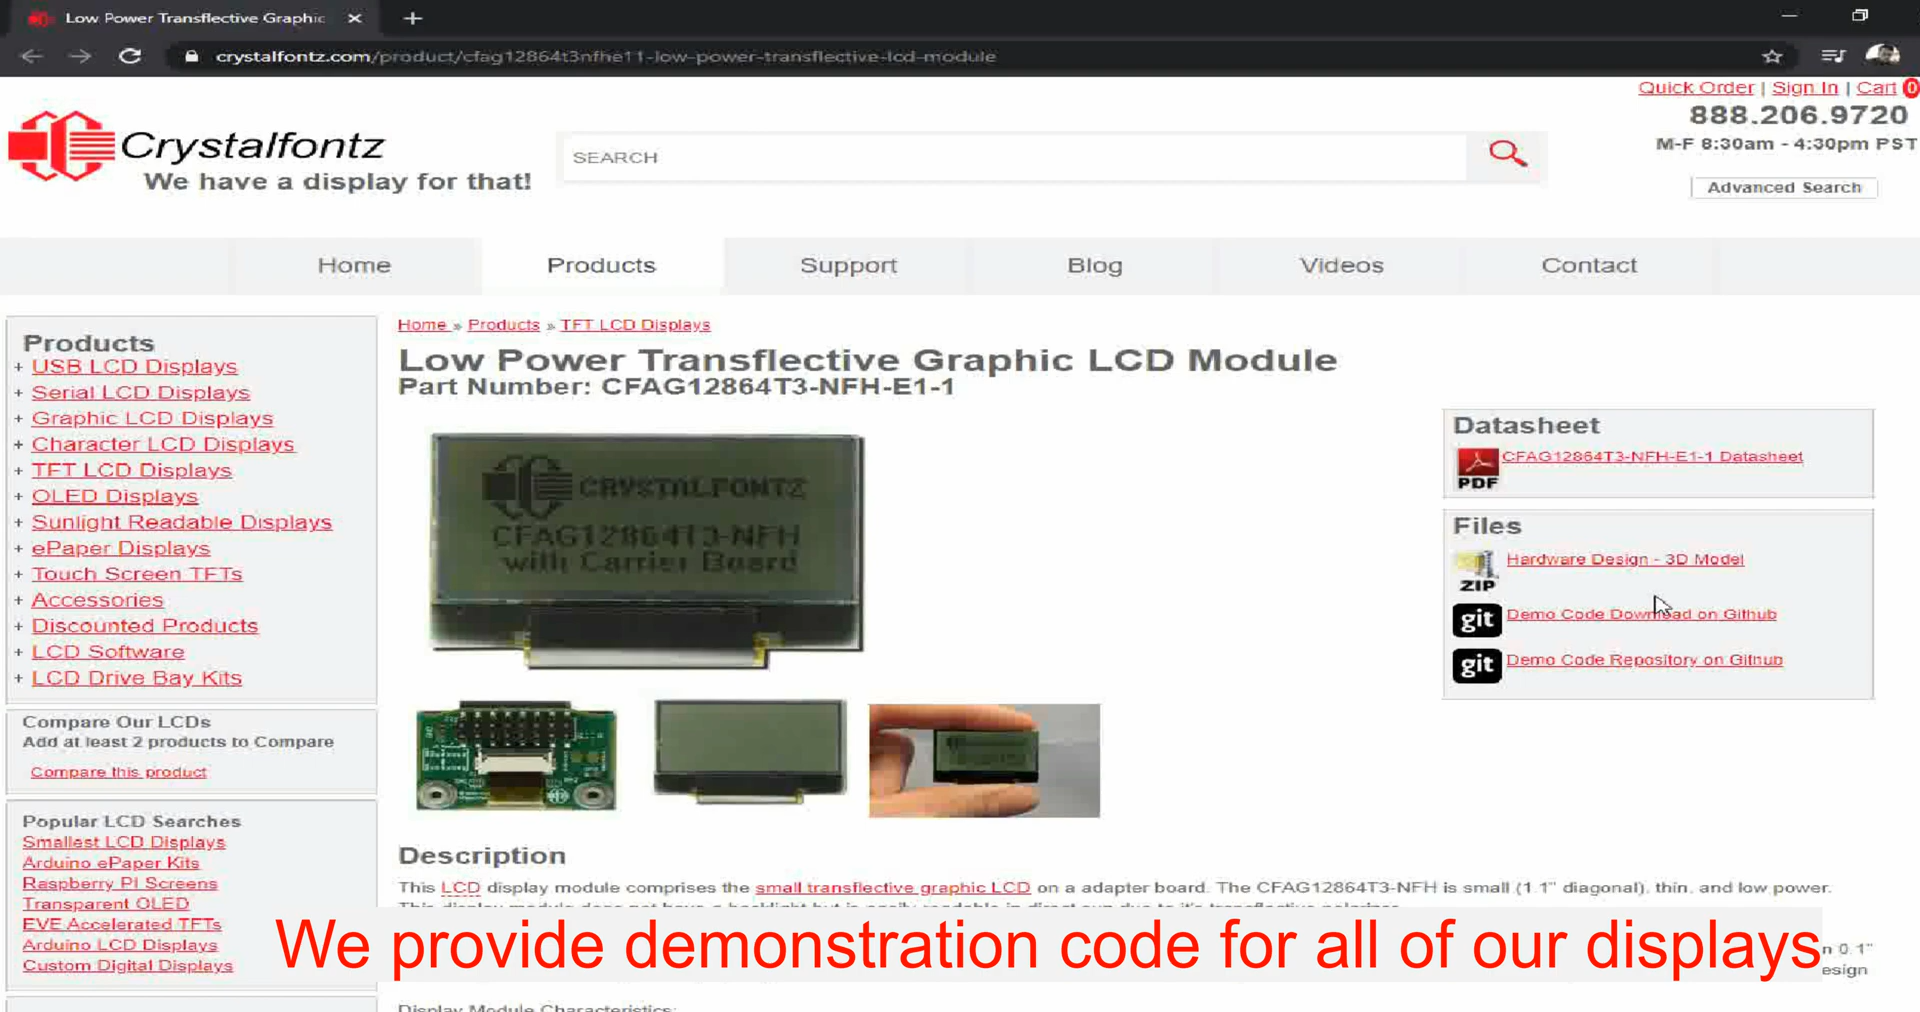 Low Power Transflective Graphic
crystalfontz.com/product/cfag12864t3nfhe11-low-power-transflective-lcd-module
Quick Order | Sign In | Cart 0
888.206.9720
M-F 8:30am - 4:30pm PST
Crystalfontz
We have a display for that!
SEARCH
Advanced Search
Home
Products
Support
Blog
Videos
Contact
Products
+ USB LCD Displays
+ Serial LCD Displays
+ Graphic LCD Displays
+ Character LCD Displays
+ TFT LCD Displays
+ OLED Displays
+ Sunlight Readable Displays
+ ePaper Displays
+ Touch Screen TFTs
+ Accessories
+ Discounted Products
+ LCD Software
+ LCD Drive Bay Kits
Compare Our LCDs
Add at least 2 products to Compare
Compare this product
Popular LCD Searches
Smallest LCD Displays
Arduino ePaper Kits
Raspberry PI Screens
Transparent OLED
EVE Accelerated TFTs
Arduino LCD Displays
Custom Digital Displays
Home » Products » TFT LCD Displays
Low Power Transflective Graphic LCD Module
Part Number: CFAG12864T3-NFH-E1-1
CRYSTALFONTZ
CFAG12864T3-NFH
with Carrier Board
Datasheet
PDF
CFAG12864T3-NFH-E1-1 Datasheet
Files
ZIP
Hardware Design - 3D Model
git
Demo Code Download on Github
git
Demo Code Repository on Github
Description
This LCD display module comprises the small transflective graphic LCD on a adapter board. The CFAG12864T3-NFH is small (1.1" diagonal), thin, and low power.
We provide demonstration code for all of our displays
n 0.1"
esign
Display Module Characteristics: